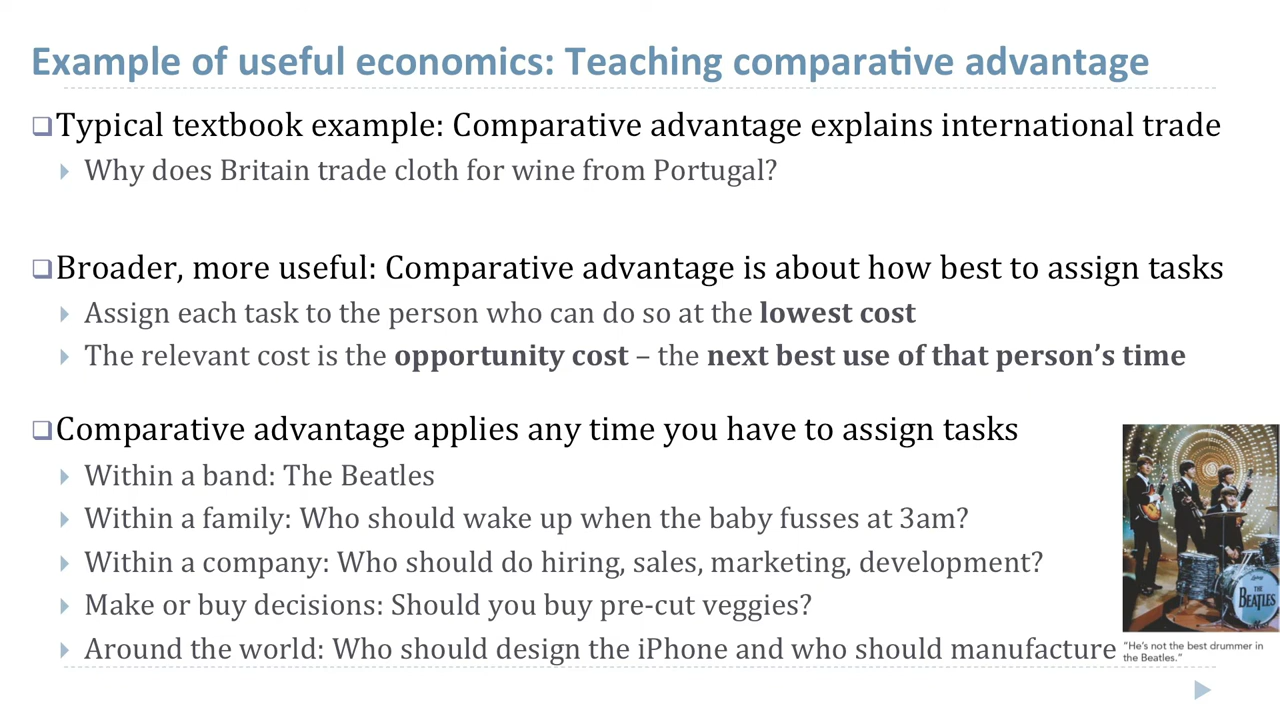 Example of useful economics: Teaching comparative advantage
Typical textbook example: Comparative advantage explains international trade
Why does Britain trade cloth for wine from Portugal?
Broader, more useful: Comparative advantage is about how best to assign tasks
Assign each task to the person who can do so at the lowest cost
The relevant cost is the opportunity cost – the next best use of that person’s time
Comparative advantage applies any time you have to assign tasks
Within a band: The Beatles
Within a family: Who should wake up when the baby fusses at 3am?
Within a company: Who should do hiring, sales, marketing, development?
Make or buy decisions: Should you buy pre-cut veggies?
Around the world: Who should design the iPhone and who should manufacture
THE
BEATLES
“He’s not the best drummer in
the Beatles.”